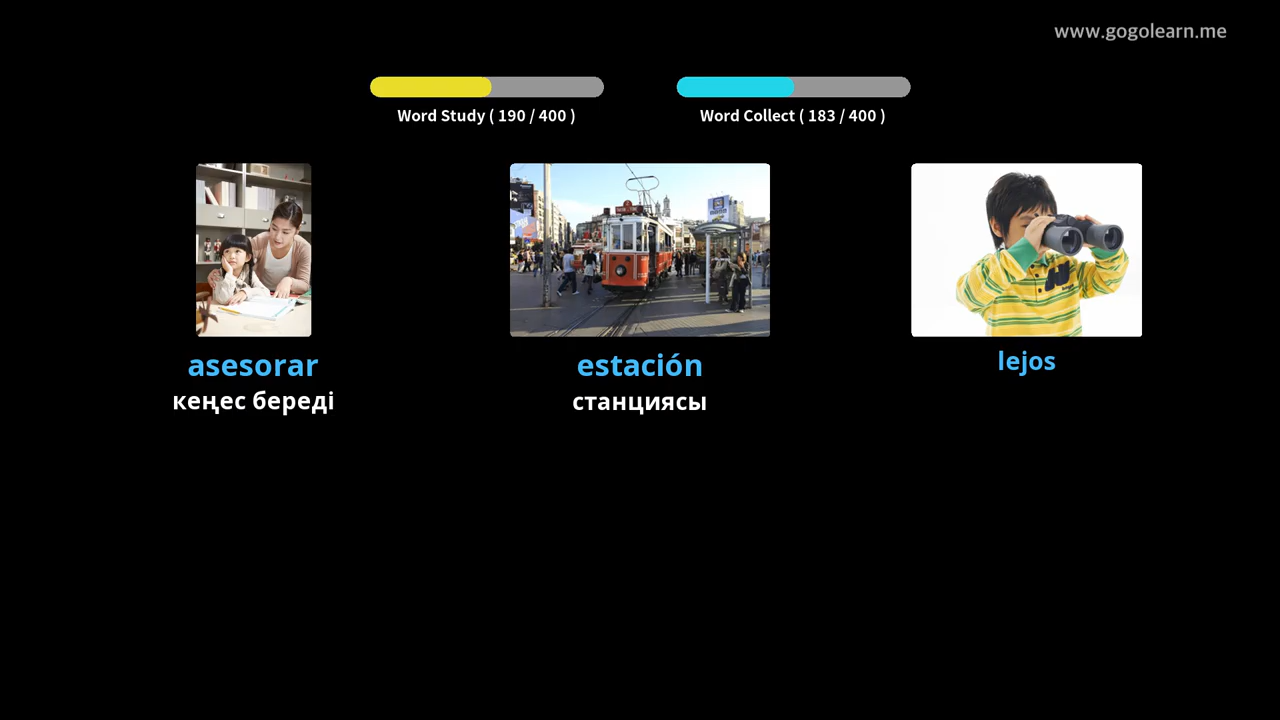 www.gogolearn.me
Word Study ( 190 / 400 )
Word Collect ( 183 / 400 )
asesorar
estación
lejos
кеңес береді
станциясы